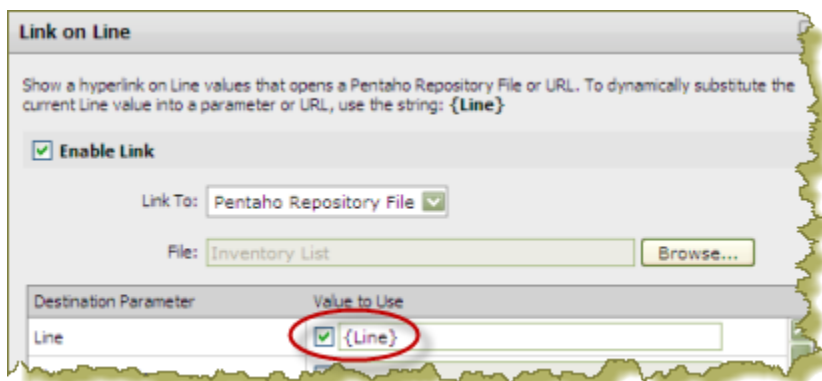 Link on Line
Show a hyperlink on Line values that opens a Pentaho Repository File or URL. To dynamically substitute the
current Line value into a parameter or URL, use the string: {Line}
Enable Link
Link To: Pentaho Repository File
File: Inventory List Browse...
Destination Parameter Value to Use
Line {Line}